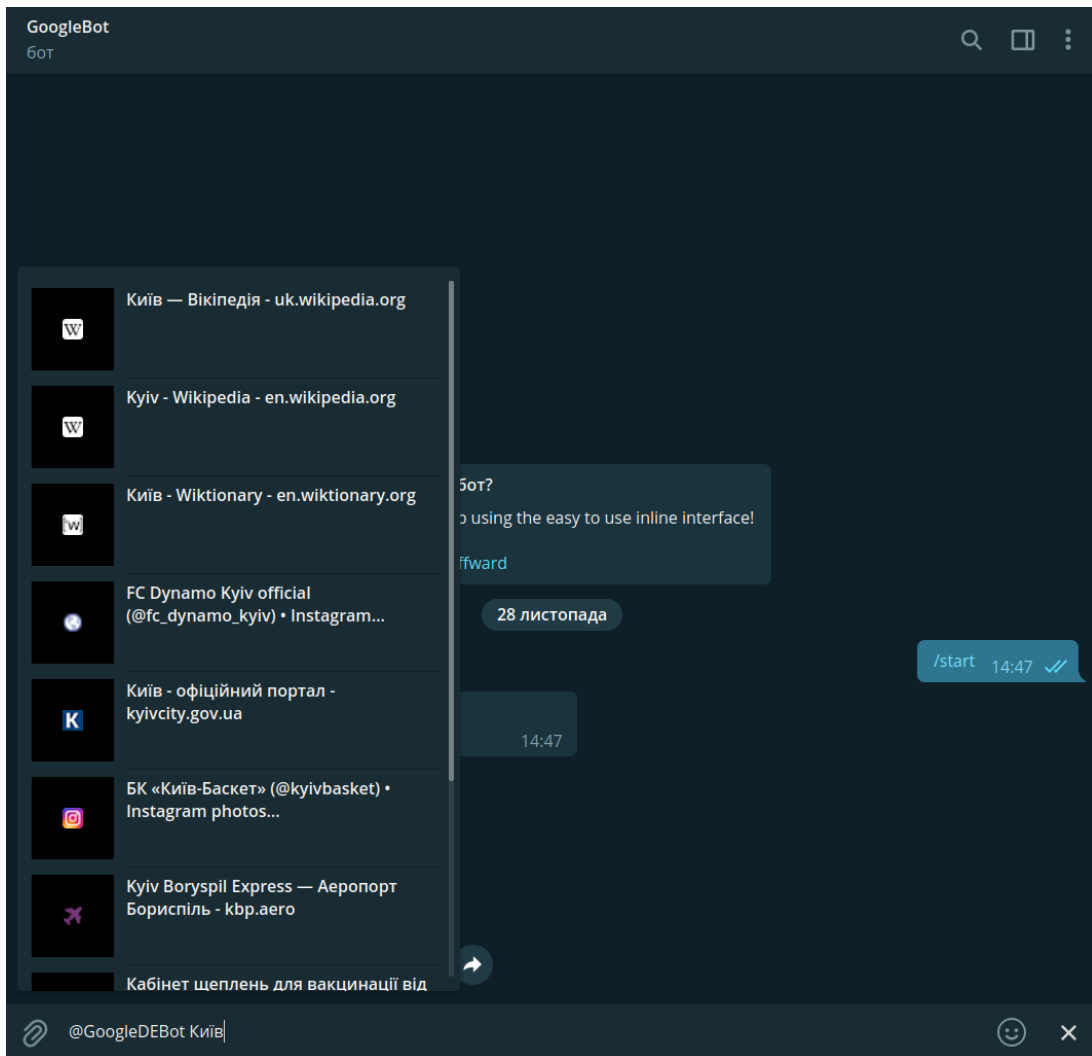 GoogleBot
бот
Київ — Вікіпедія - uk.wikipedia.org
Kyiv - Wikipedia - en.wikipedia.org
Київ - Wiktionary - en.wiktionary.org
FC Dynamo Kyiv official
(@fc_dynamo_kyiv) • Instagram...
Київ - офіційний портал -
kyivcity.gov.ua
БК «Київ-Баскет» (@kyivbasket) •
Instagram photos...
Kyiv Boryspil Express — Аеропорт
Бориспіль - kbp.aero
Кабінет щеплень для вакцинації від
бот?
using the easy to use inline interface!
ffward
28 листопада
/start 14:47
14:47
@GoogleDEBot Київ